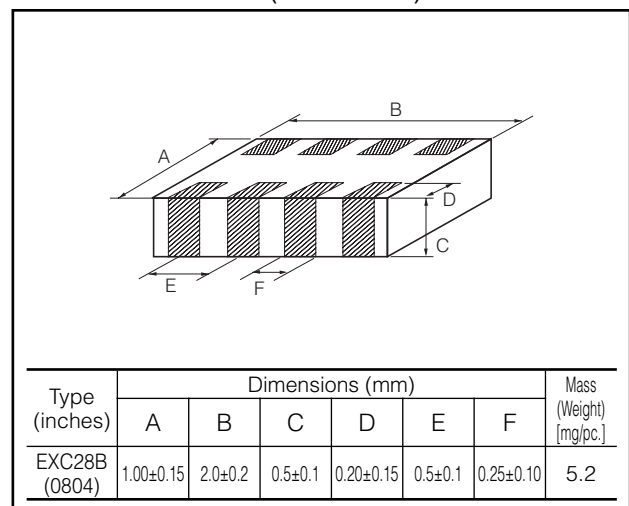 B
A
D
C
E
F
Type
(inches)
Dimensions (mm)
Mass
(Weight)
[mg/pc.]
A B C D E F
EXC28B
(0804)
1.00±0.15 2.0±0.2 0.5±0.1 0.20±0.15 0.5±0.1 0.25±0.10 5.2